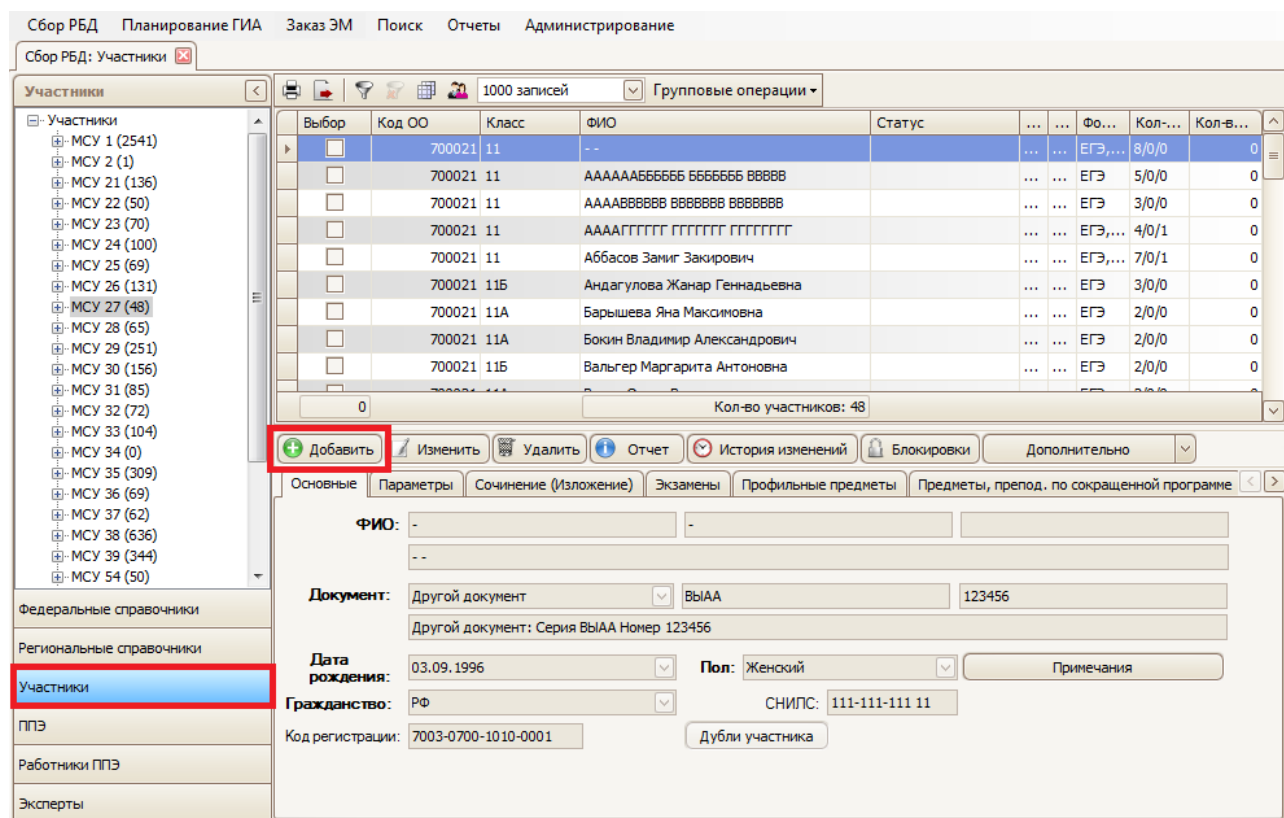 Сбор РБД Планирование ГИА Заказ ЭМ Поиск Отчеты Администрирование
Сбор РБД: Участники
Участники
1000 записей Групповые операции
Участники
МСУ 1 (2541)
МСУ 2 (1)
МСУ 21 (136)
МСУ 22 (50)
МСУ 23 (70)
МСУ 24 (100)
МСУ 25 (69)
МСУ 26 (131)
МСУ 27 (48)
МСУ 28 (65)
МСУ 29 (251)
МСУ 30 (156)
МСУ 31 (85)
МСУ 32 (72)
МСУ 33 (104)
МСУ 34 (0)
МСУ 35 (309)
МСУ 36 (69)
МСУ 37 (62)
МСУ 38 (636)
МСУ 39 (344)
МСУ 54 (50)
Федеральные справочники
Региональные справочники
Участники
ППЭ
Работники ППЭ
Эксперты
Выбор Код ОО Класс ФИО Статус ... ... Фо... Кол-... Кол-в...
700021 11 - - ... ... ЕГЭ,... 8/0/0 0
700021 11 ААААААБББББ БББББББ ВВВВВ ... ... ЕГЭ 5/0/0 0
700021 11 ААААВВВВВВ ВВВВВВВ ВВВВВВВ ... ... ЕГЭ 3/0/0 0
700021 11 ААААГГГГГГ ГГГГГГГ ГГГГГГГГ ... ... ЕГЭ,... 4/0/1 0
700021 11 Аббасов Замиг Закирович ... ... ЕГЭ,... 7/0/1 0
700021 11Б Андагулова Жанар Геннадьевна ... ... ЕГЭ 3/0/0 0
700021 11А Барышева Яна Максимовна ... ... ЕГЭ 2/0/0 0
700021 11А Бокин Владимир Александрович ... ... ЕГЭ 2/0/0 0
700021 11Б Вальгер Маргарита Антоновна ... ... ЕГЭ 2/0/0 0
0 Кол-во участников: 48
Добавить Изменить Удалить Отчет История изменений Блокировки Дополнительно
Основные Параметры Сочинение (Изложение) Экзамены Профильные предметы Предметы, препод. по сокращенной программе
ФИО: - -
- -
Документ: Другой документ ВЫАА 123456
Другой документ: Серия ВЫАА Номер 123456
Дата рождения: 03.09.1996 Пол: Женский Примечания
Гражданство: РФ СНИЛС: 111-111-111 11
Код регистрации: 7003-0700-1010-0001 Дубли участника